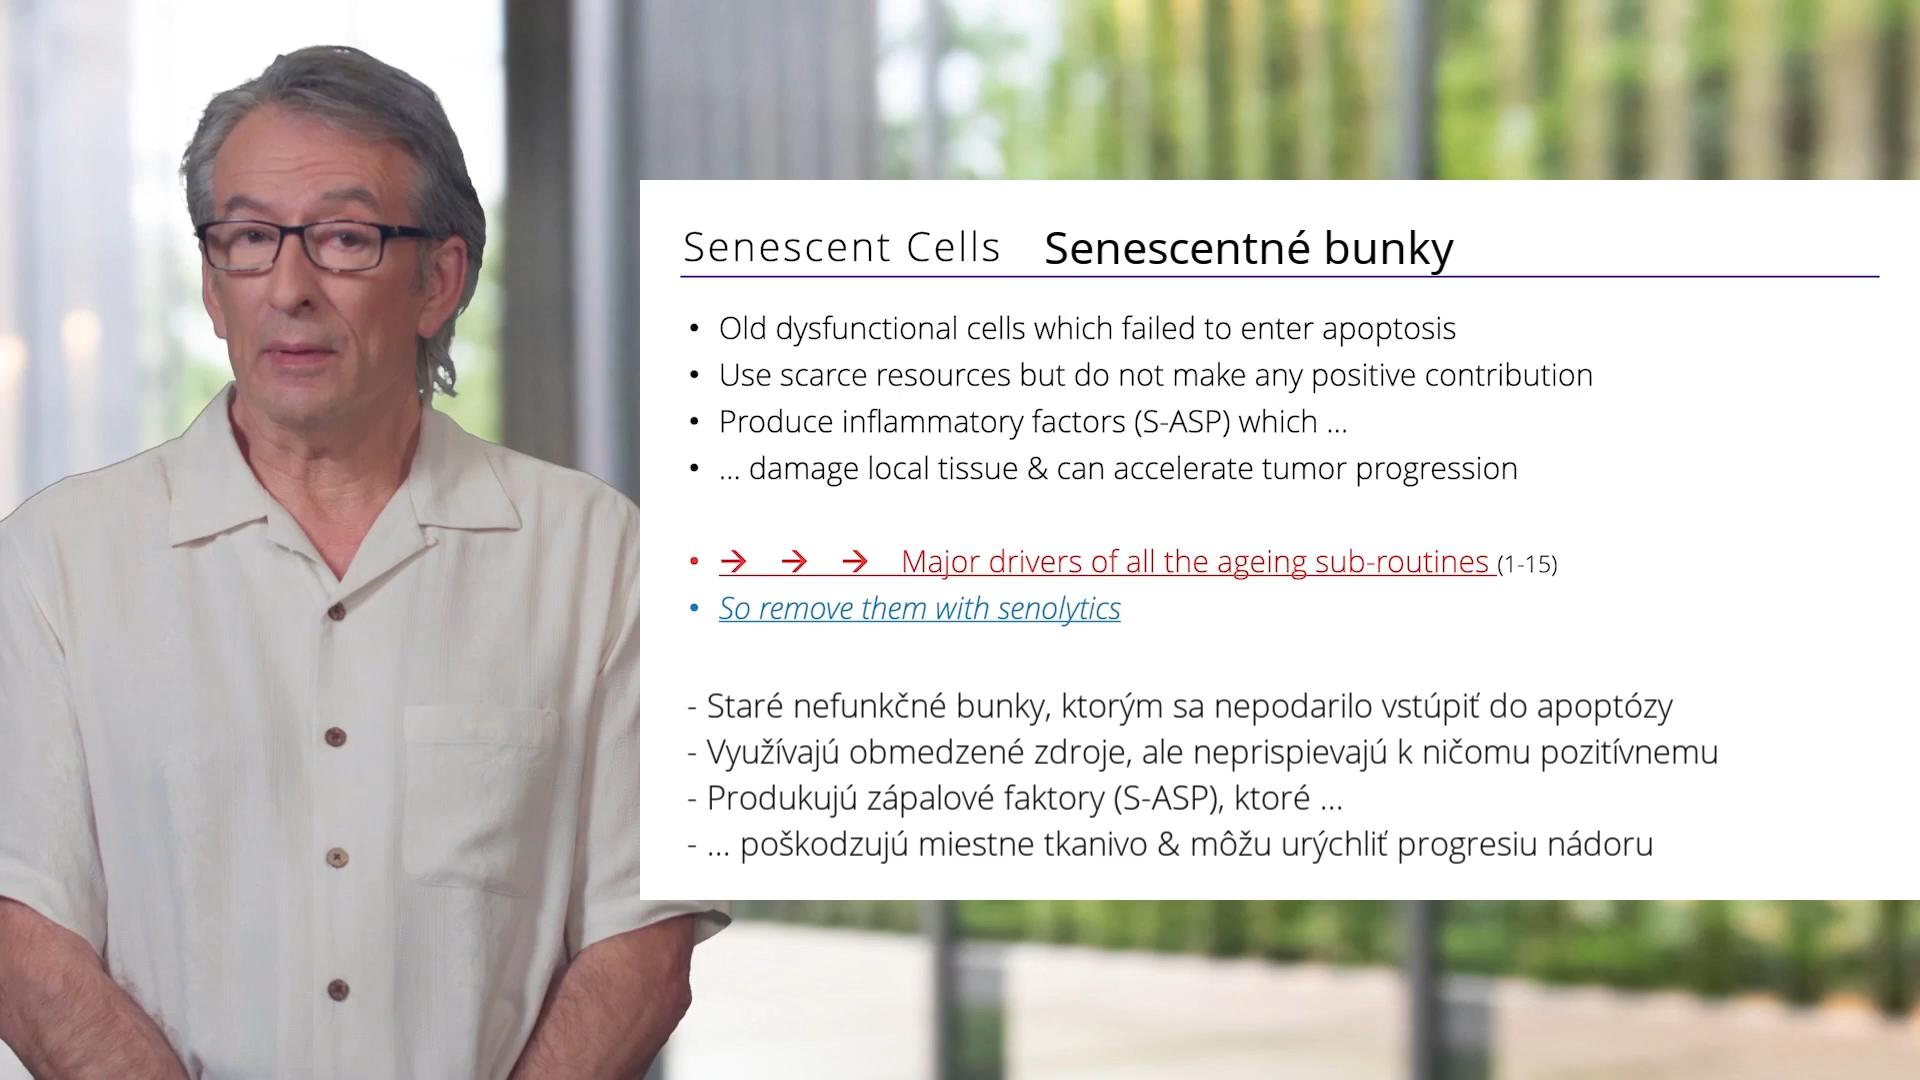 Senescent Cells Senescentné bunky
• Old dysfunctional cells which failed to enter apoptosis
• Use scarce resources but do not make any positive contribution
• Produce inflammatory factors (S-ASP) which ...
• ... damage local tissue & can accelerate tumor progression
• → → → Major drivers of all the ageing sub-routines (1-15)
• So remove them with senolytics
- Staré nefunkčné bunky, ktorým sa nepodarilo vstúpiť do apoptózy
- Využívajú obmedzené zdroje, ale neprispievajú k ničomu pozitívnemu
- Produkujú zápalové faktory (S-ASP), ktoré ...
- ... poškodzujú miestne tkanivo & môžu urýchliť progresiu nádoru